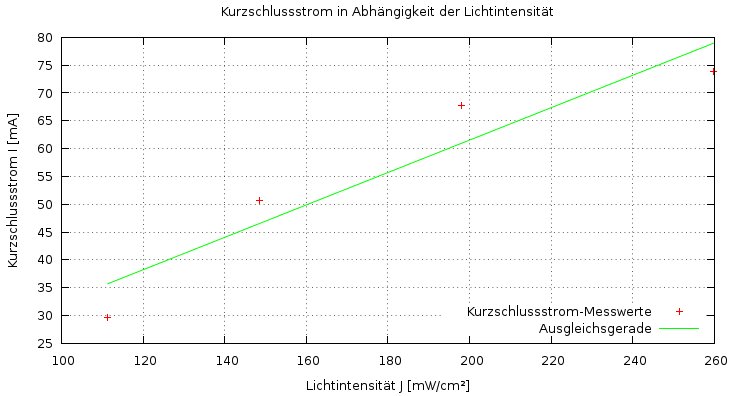 Kurzschlussstrom in Abhängigkeit der Lichtintensität
80
75
70
65
60
55
50
45
40
35
30
25
Kurzschlussstrom I [mA]
Kurzschlussstrom-Messwerte
Ausgleichsgerade
100 120 140 160 180 200 220 240 260
Lichtintensität J [mW/cm²]